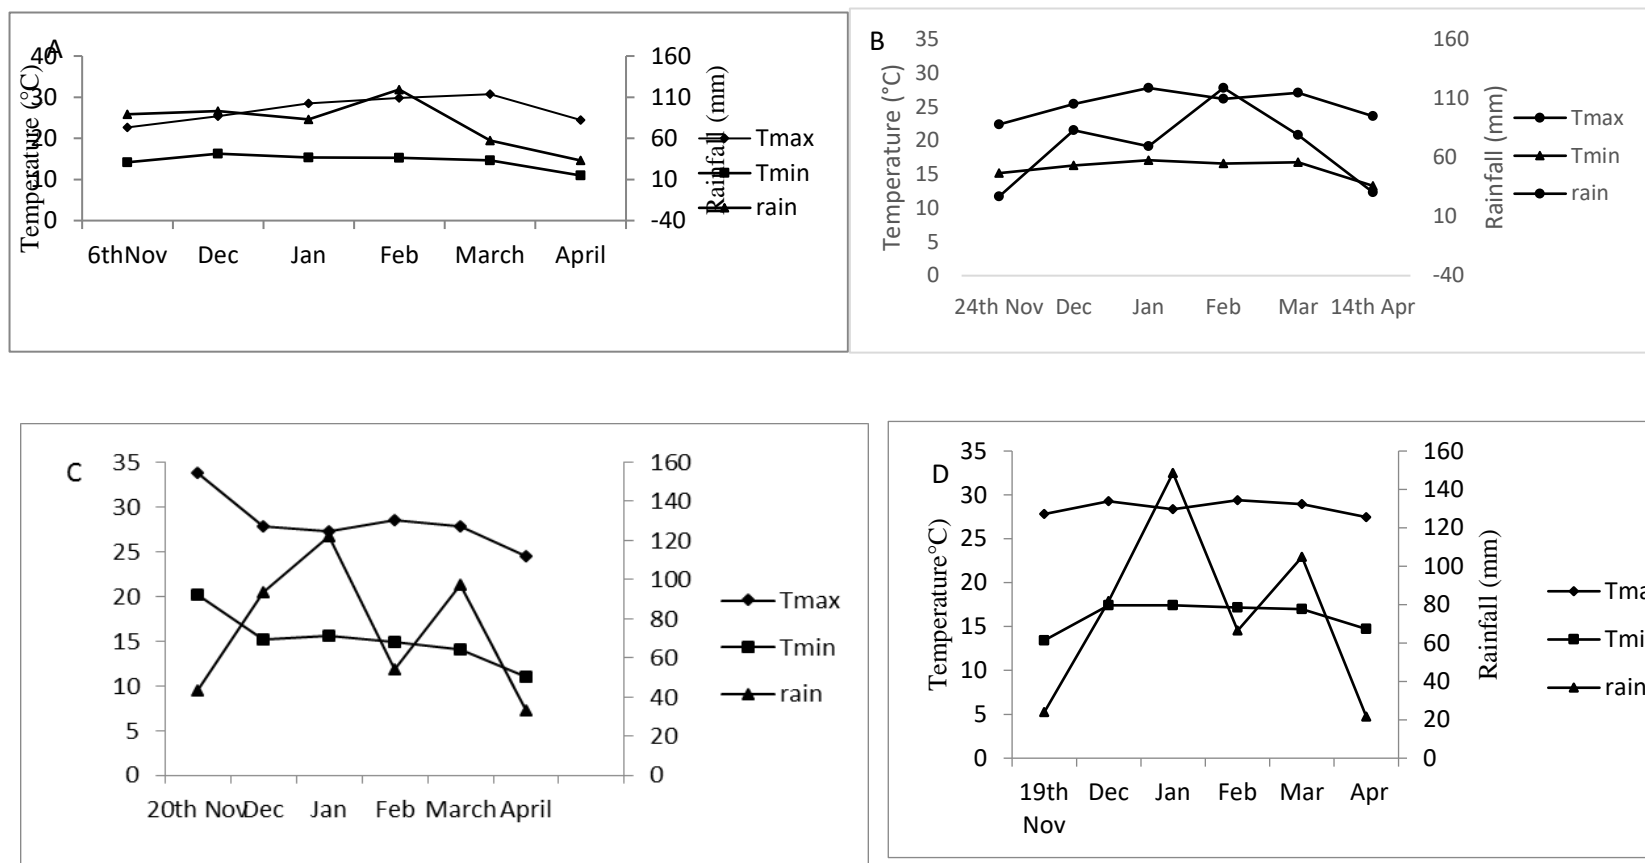 A
Temperature (°C)
40
30
20
10
0
160
110
60
10
-40
Rainfall (mm)
6thNov Dec Jan Feb March April
Tmax
Tmin
rain
B
Temperature (°C)
35
30
25
20
15
10
5
0
160
110
60
10
-40
Rainfall (mm)
24th Nov Dec Jan Feb Mar 14th Apr
Tmax
Tmin
rain
C
35
30
25
20
15
10
5
0
160
140
120
100
80
60
40
20
0
20th Nov Dec Jan Feb March April
Tmax
Tmin
rain
D
Temperature°C)
35
30
25
20
15
10
5
0
160
140
120
100
80
60
40
20
0
Rainfall (mm)
19th Dec Jan Feb Mar Apr
Nov
Tma
Tmi
rain